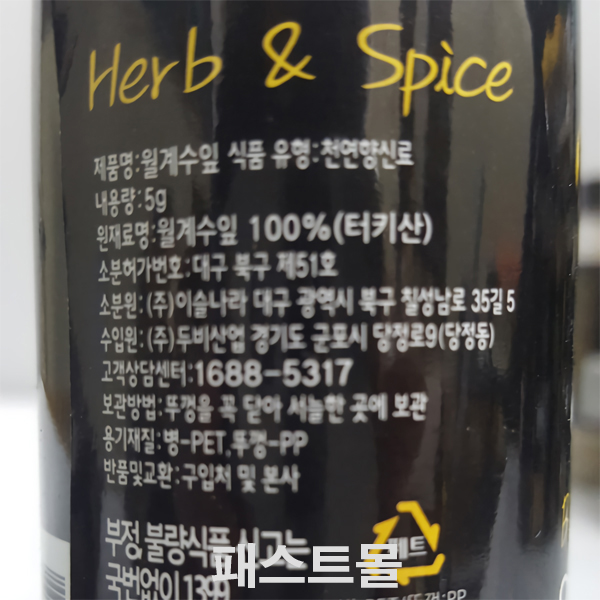 Herb & Spice
제품명:월계수잎 식품 유형:천연향신료
내용량:5g
원재료명:월계수잎 100%(터키산)
소분허가번호:대구 북구 제51호
소분원:(주)이슬나라 대구 광역시 북구 칠성남로 35길 5
수입원:(주)두비산업 경기도 군포시 당정로9(당정동)
고객상담센터:1688-5317
보관방법:뚜껑을 꼭 닫아 서늘한 곳에 보관
용기재질:병-PET,뚜껑-PP
반품및교환:구입처 및 본사
부정 불량식품 신고는
페트
패스트몰
국번없이 1399